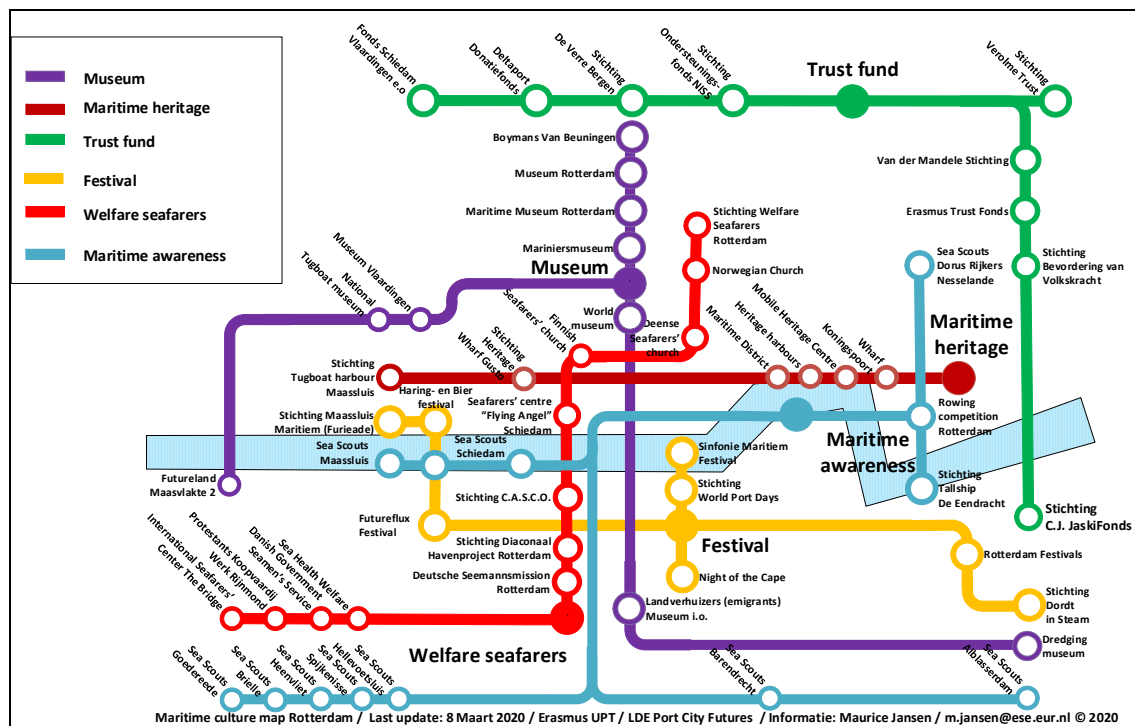 Museum
Maritime heritage
Trust fund
Festival
Welfare seafarers
Maritime awareness
Fonds Schiedam
Vlaardingen e.o
Deltaport
Donatiefonds
Stichting
De Verre Bergen
Stichting
Ondersteunings-
fonds NISS
Trust fund
Stichting
Verolme Trust
Boymans Van Beuningen
Museum Rotterdam
Maritime Museum Rotterdam
Mariniersmuseum
Museum
World
museum
Museum Vlaardingen
National
Tugboat museum
Futureland
Maasvlakte 2
Van der Mandele Stichting
Erasmus Trust Fonds
Stichting
Bevordering van
Volkskracht
Stichting
C.J. JaskiFonds
Stichting Welfare
Seafarers
Rotterdam
Norwegian Church
Deense
Seafarers'
church
Finnish
Seafarers' church
Sea Scouts
Dorus Rijkers
Nesselande
Stichting
Tugboat harbour
Maassluis
Stichting
Heritage
Wharf Gusto
Maritime District
Heritage harbours
Mobile Heritage Centre
Koningspoort
Wharf
Maritime
heritage
Haring- en Bier
festival
Stichting Maassluis
Maritiem (Furieade)
Seafarers' centre
"Flying Angel"
Schiedam
Rowing
competition
Rotterdam
Maritime
awareness
Sea Scouts
Maassluis
Sea Scouts
Schiedam
Sinfonie Maritiem
Festival
Stichting
World Port Days
Stichting
Tallship
De Eendracht
Stichting C.A.S.C.O.
Futureflux
Festival
Festival
Stichting Diaconaal
Havenproject Rotterdam
Deutsche Seemannsmission
Rotterdam
Night of the Cape
Rotterdam Festivals
Stichting
Dordt
in Steam
International Seafarers'
Center The Bridge
Protestants Koopvaardij
Werk Rijnmond
Danish Government
Seamen's Service
Sea Health Welfare
Welfare seafarers
Landverhuizers (emigrants)
Museum i.o.
Dredging
museum
Sea Scouts
Goedereede
Sea Scouts
Brielle
Sea Scouts
Heenvliet
Sea Scouts
Spijkenisse
Sea Scouts
Hellevoetsluis
Sea Scouts
Barendrecht
Sea Scouts
Alblasserdam
Maritime culture map Rotterdam / Last update: 8 Maart 2020 / Erasmus UPT / LDE Port City Futures / Informatie: Maurice Jansen / m.jansen@ese.eur.nl © 2020